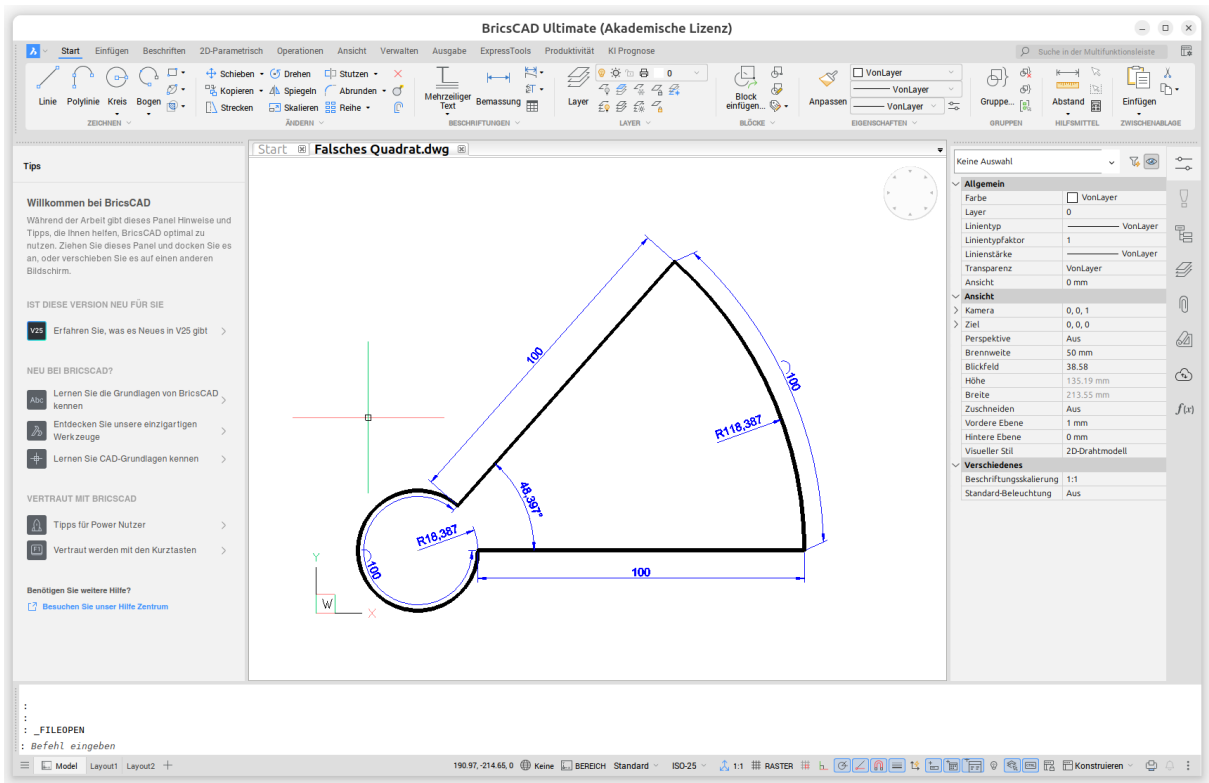 BricsCAD Ultimate (Akademische Lizenz)
Start Einfügen Beschriften 2D-Parametrisch Operationen Ansicht Verwalten Ausgabe ExpressTools Produktivität KI Prognose
Suche in der Multifunktionsleiste
Linie Polylinie Kreis Bogen
Schieben Drehen Stutzen
Kopieren Spiegeln Abrunden
Strecken Skalieren Reihe
Mehrzeiliger Text
Bemassung
Layer
0
Block einfügen...
Anpassen
VonLayer
VonLayer
VonLayer
Gruppe...
Abstand
Einfügen
ZEICHNEN ÄNDERN BESCHRIFTUNGEN LAYER BLÖCKE EIGENSCHAFTEN GRUPPEN HILFSMITTEL ZWISCHENABLAGE
Tips
Willkommen bei BricsCAD
Während der Arbeit gibt dieses Panel Hinweise und
Tipps, die Ihnen helfen, BricsCAD optimal zu
nutzen. Ziehen Sie dieses Panel und docken Sie es
an, oder verschieben Sie es auf einen anderen
Bildschirm.
IST DIESE VERSION NEU FÜR SIE
V25 Erfahren Sie, was es Neues in V25 gibt
NEU BEI BRICSCAD?
Abc Lernen Sie die Grundlagen von BricsCAD
kennen
Entdecken Sie unsere einzigartigen
Werkzeuge
Lernen Sie CAD-Grundlagen kennen
VERTRAUT MIT BRICSCAD
Tipps für Power Nutzer
F1 Vertraut werden mit den Kurztasten
Benötigen Sie weitere Hilfe?
Besuchen Sie unser Hilfe Zentrum
Start Falsches Quadrat.dwg
100
100
R118,387
48,397°
R18,387
100
100
Y
W
X
Keine Auswahl
Allgemein
Farbe VonLayer
Layer 0
Linientyp VonLayer
Linientypfaktor 1
Linienstärke VonLayer
Transparenz VonLayer
Ansicht 0 mm
Ansicht
Kamera 0, 0, 1
Ziel 0, 0, 0
Perspektive Aus
Brennweite 50 mm
Blickfeld 38.58
Höhe 135.19 mm
Breite 213.55 mm
Zuschneiden Aus
Vordere Ebene 1 mm
Hintere Ebene 0 mm
Visueller Stil 2D-Drahtmodell
Verschiedenes
Beschriftungsskalierung 1:1
Standard-Beleuchtung Aus
f(x)
:
:
: _FILEOPEN
: Befehl eingeben
Model Layout1 Layout2 +
190.97, -214.65, 0 Keine BEREICH Standard ISO-25 1:1 RASTER Konstruieren